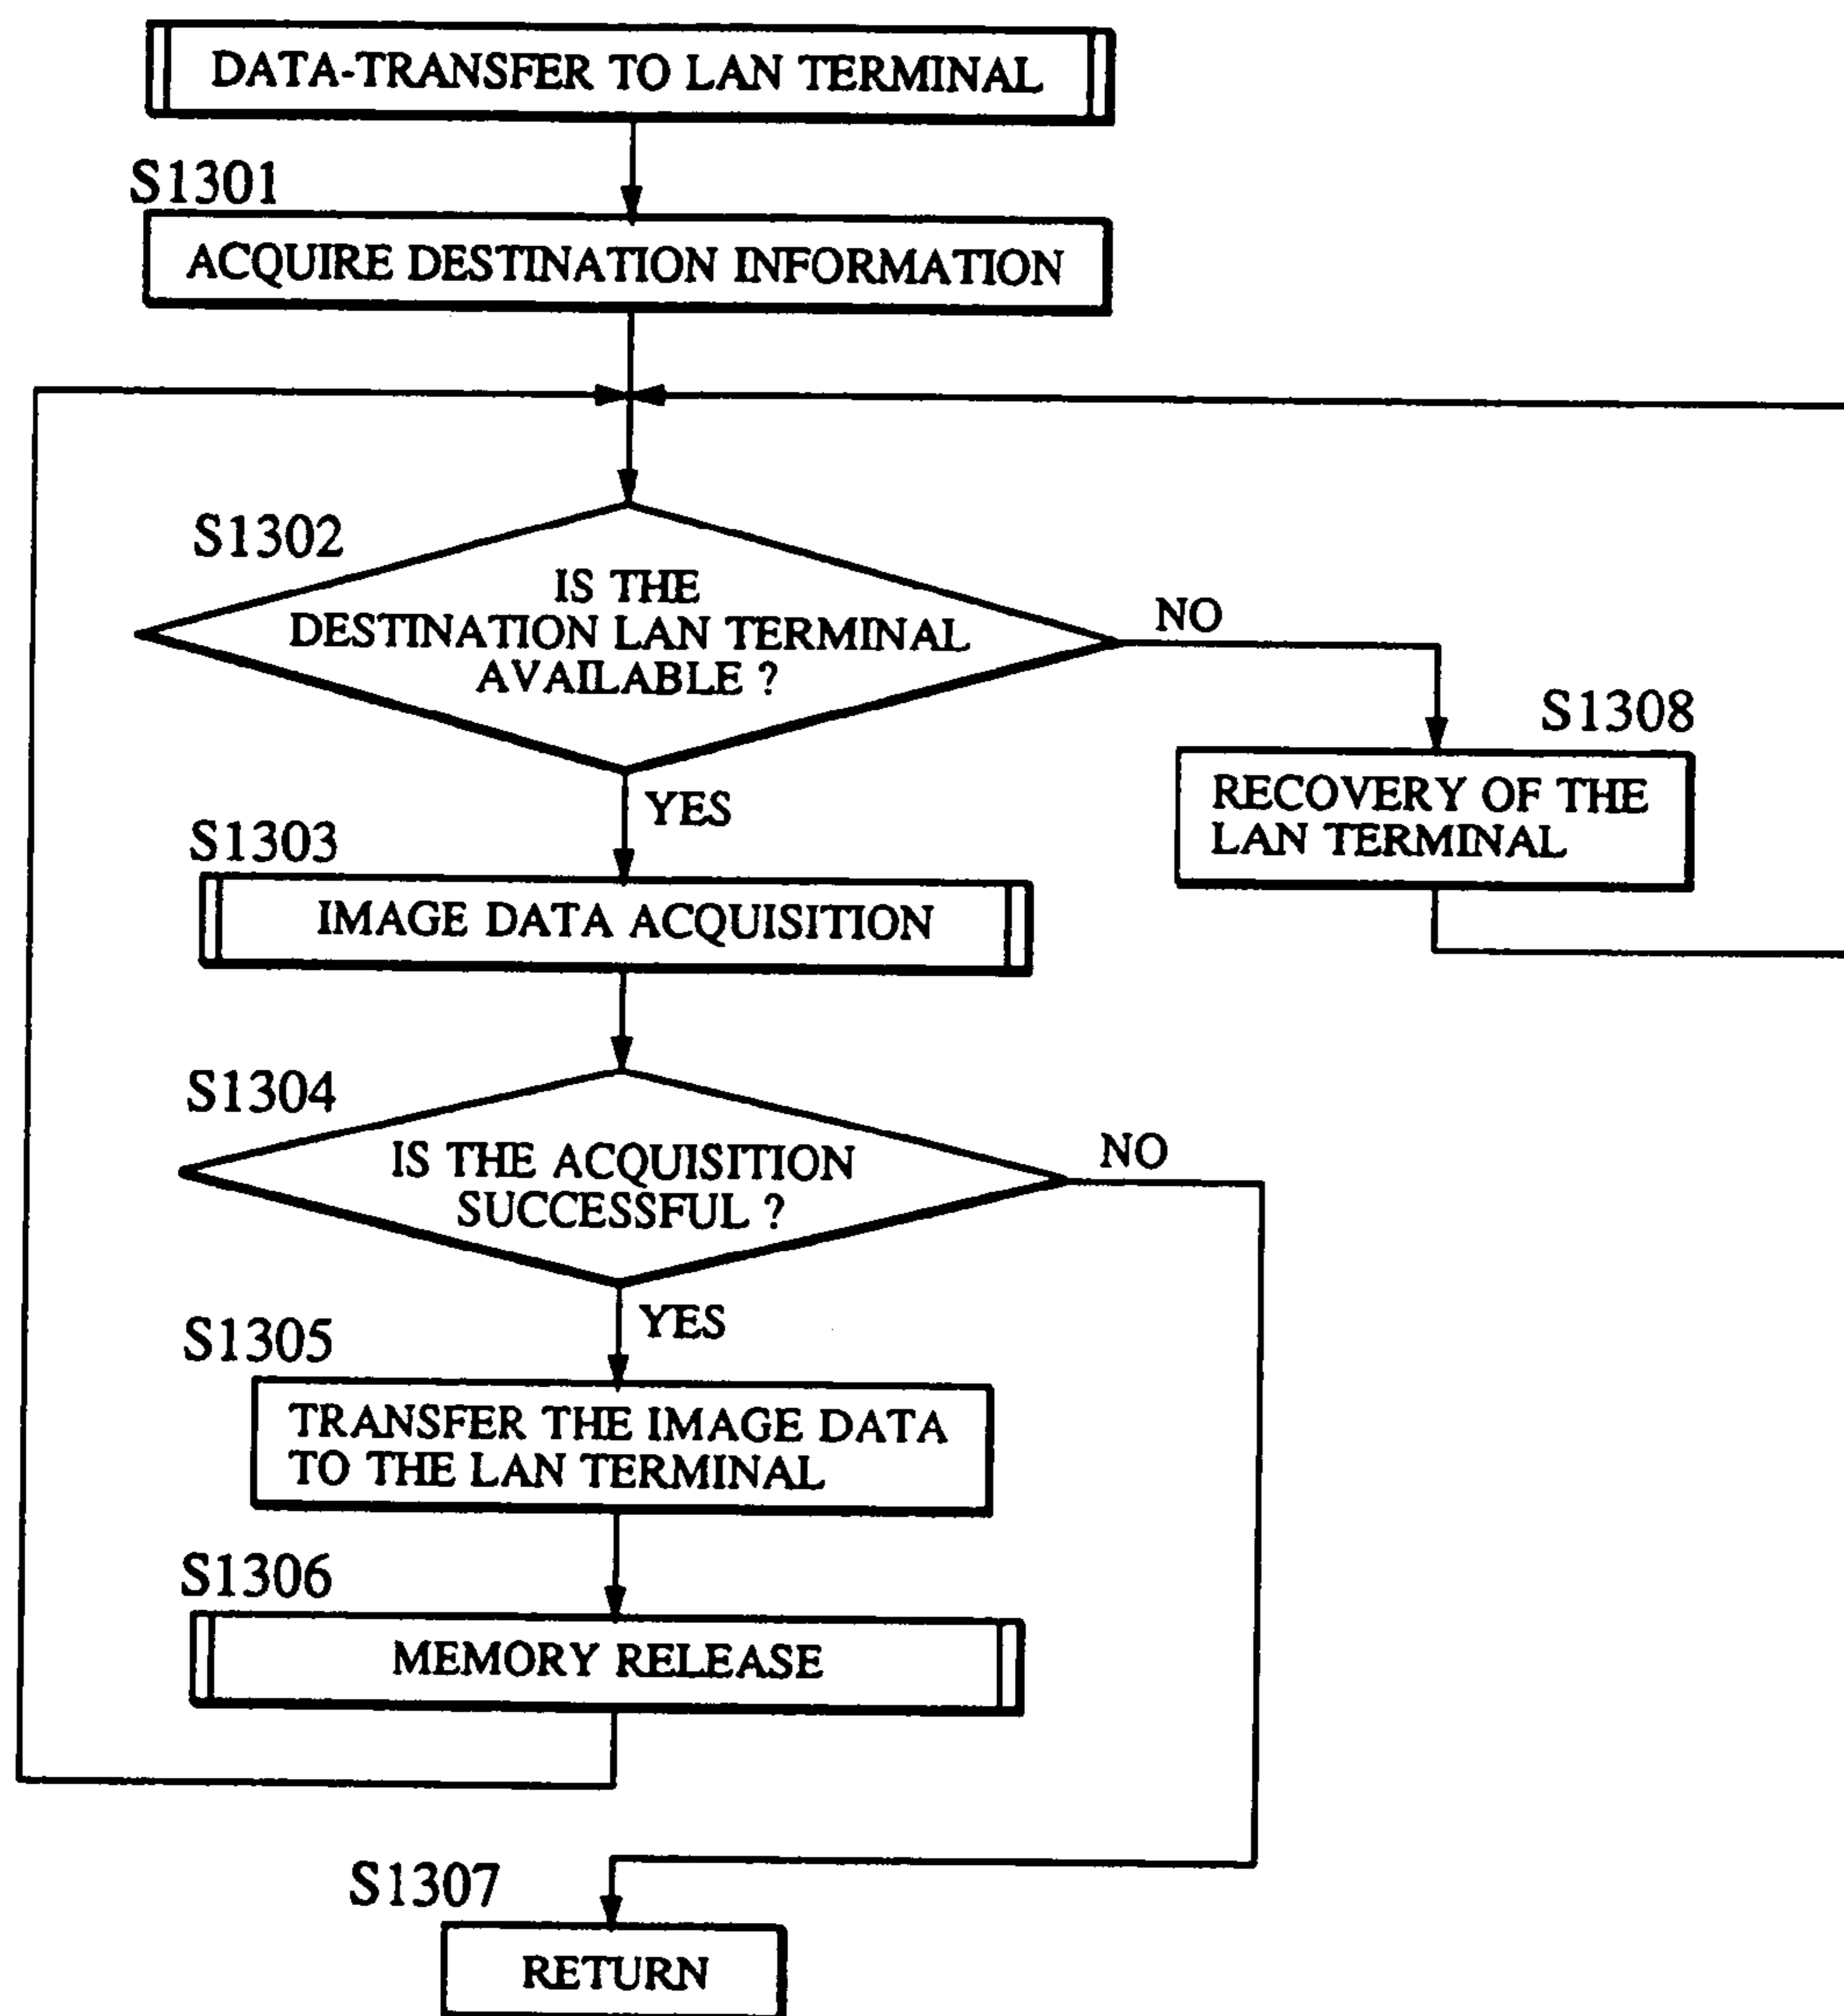 DATA-TRANSFER TO LAN TERMINAL
S1301
ACQUIRE DESTINATION INFORMATION
S1302
IS THE
DESTINATION LAN TERMINAL
AVAILABLE ?
NO
S1308
RECOVERY OF THE
LAN TERMINAL
YES
S1303
IMAGE DATA ACQUISITION
S1304
IS THE ACQUISITION
SUCCESSFUL ?
NO
YES
S1305
TRANSFER THE IMAGE DATA
TO THE LAN TERMINAL
S1306
MEMORY RELEASE
S1307
RETURN